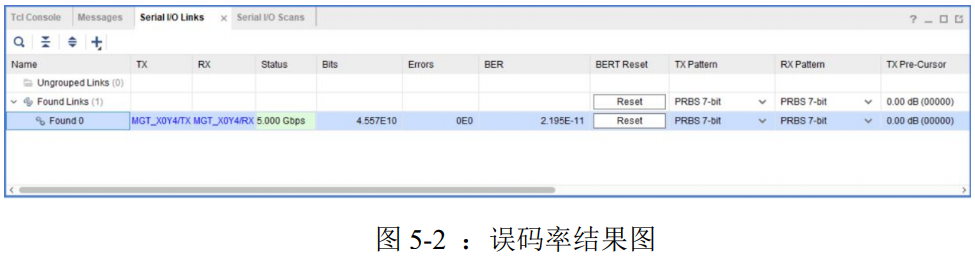 Tcl Console Messages Serial I/O Links × Serial I/O Scans ?
Name TX RX Status Bits Errors BER BERT Reset TX Pattern RX Pattern TX Pre-Cursor
Ungrouped Links (0)
Found Links (1) Reset PRBS 7-bit PRBS 7-bit 0.00 dB (00000)
Found 0 MGT_X0Y4/TX MGT_X0Y4/RX 5.000 Gbps 4.557E10 0E0 2.195E-11 Reset PRBS 7-bit PRBS 7-bit 0.00 dB (00000)
图 5-2 ：误码率结果图